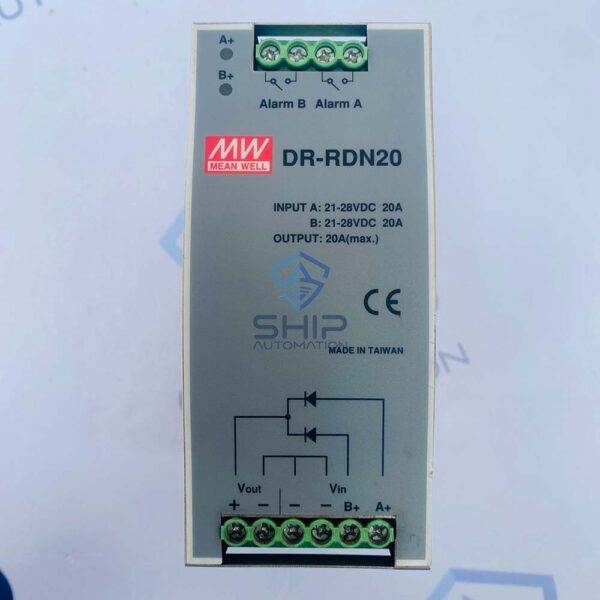 A+
B+
Alarm B Alarm A
MW
MEAN WELL
DR-RDN20
INPUT A: 21-28VDC 20A
B: 21-28VDC 20A
OUTPUT: 20A(max.)
CE
SHIP
AUTOMATION
MADE IN TAIWAN
Vout Vin
+ − − − B+ A+